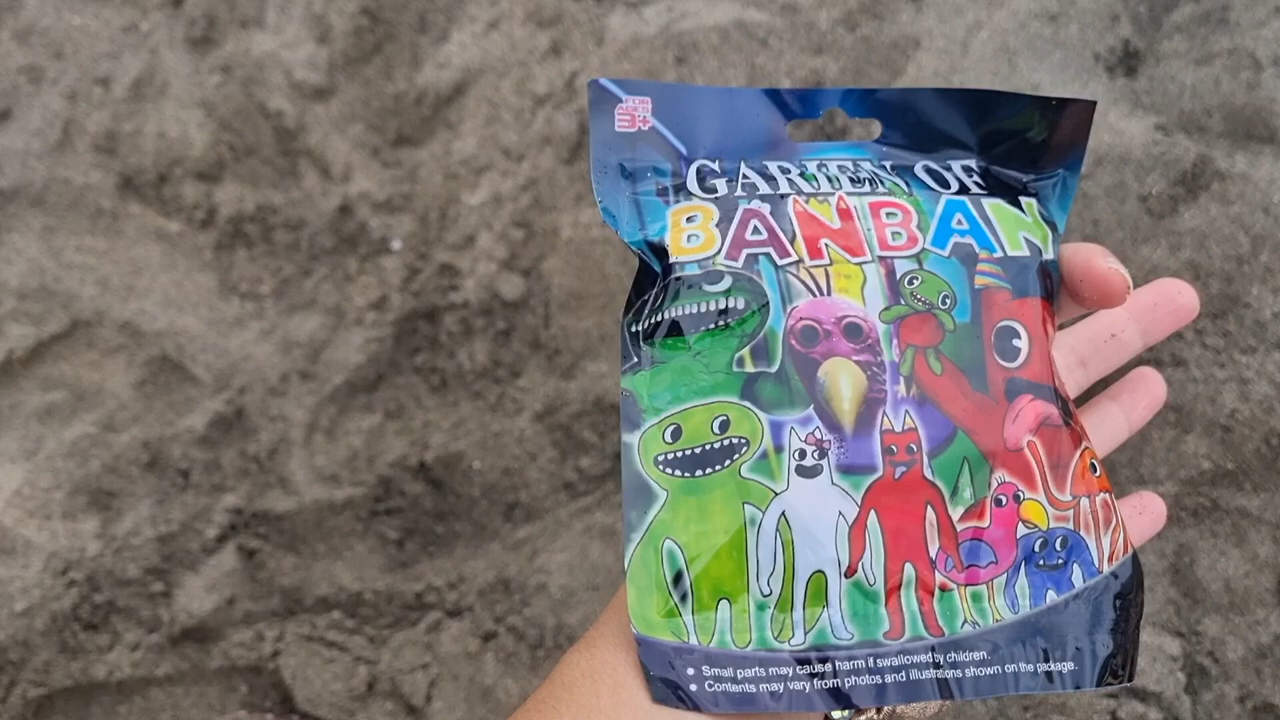 FOR
AGES
3+
GARIEN OF
BANBAN
Small parts may cause harm if swallowed by children.
Contents may vary from photos and illustrations shown on the package.